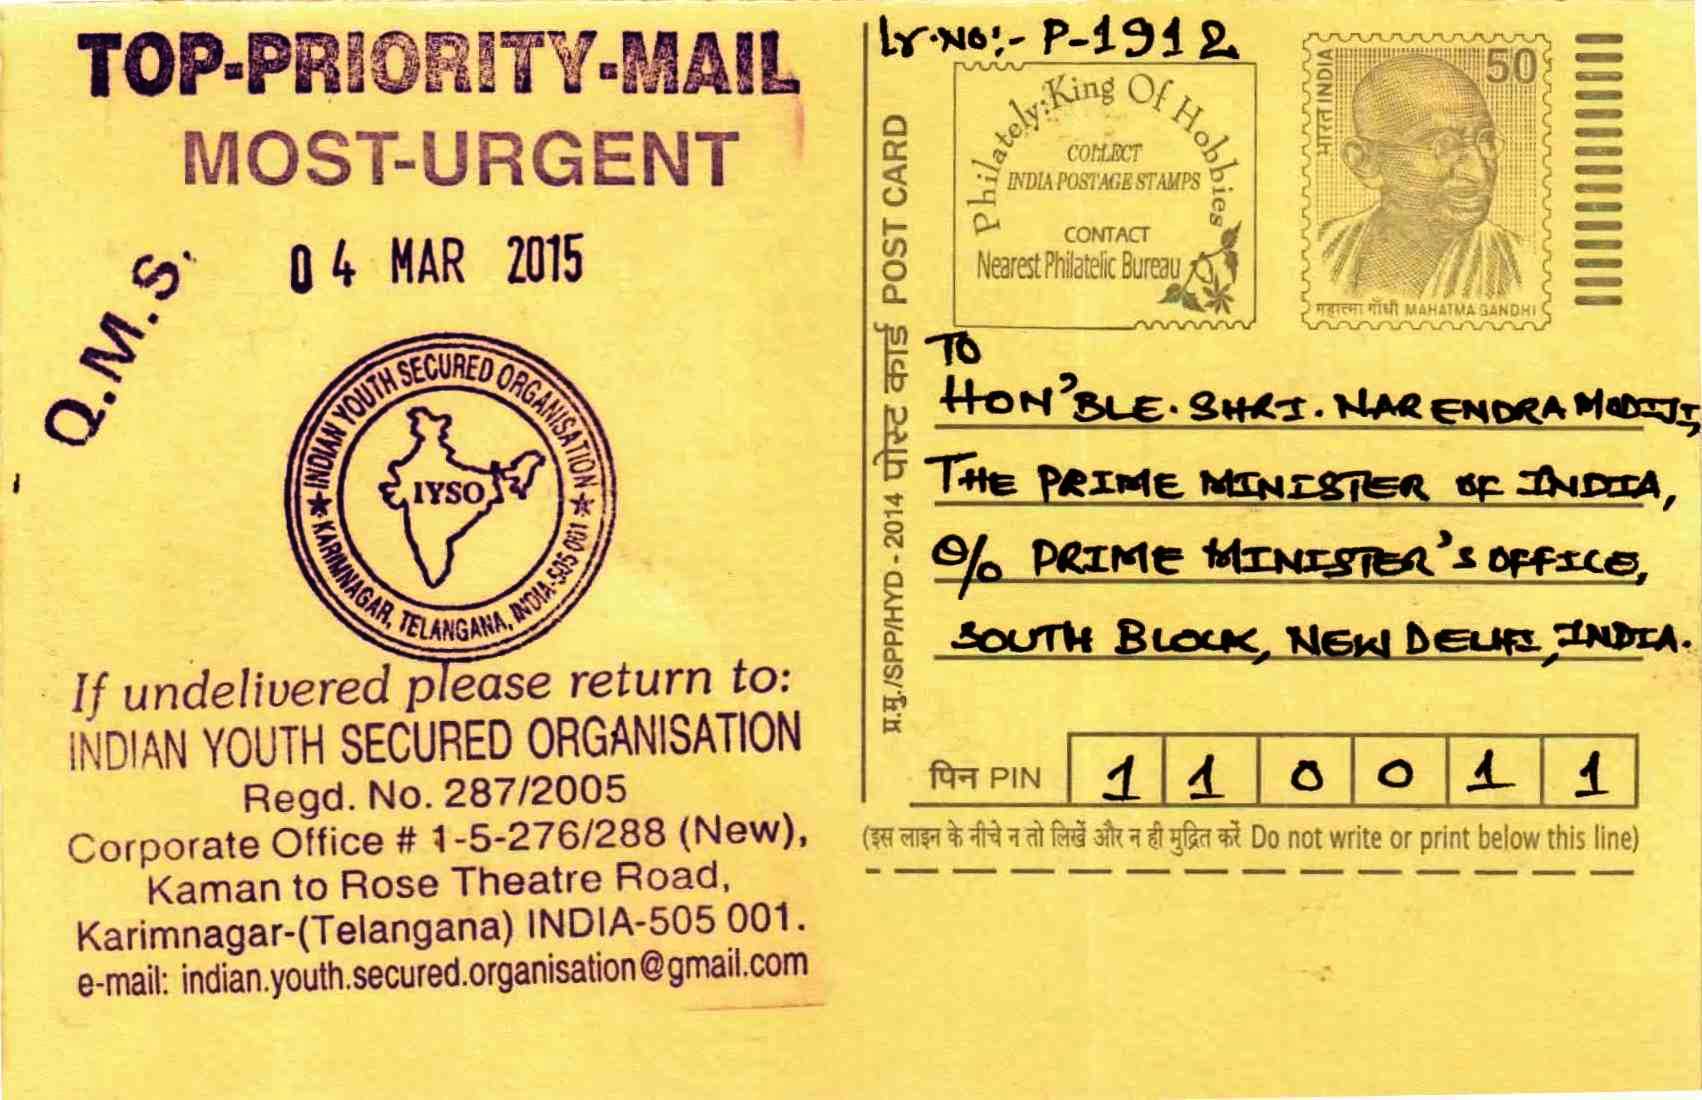 TOP-PRIORITY-MAIL
MOST-URGENT
04 MAR 2015
Q.M.S.
INDIAN YOUTH SECURED ORGANISATION
IYSO
KARIMNAGAR, TELANGANA, INDIA-505 001
If undelivered please return to:
INDIAN YOUTH SECURED ORGANISATION
Regd. No. 287/2005
Corporate Office # 1-5-276/288 (New),
Kaman to Rose Theatre Road,
Karimnagar-(Telangana) INDIA-505 001.
e-mail: indian.youth.secured.organisation@gmail.com
प्र.मु./SPP/HYD - 2014 पोस्ट कार्ड POST CARD
Lr.No:- P-1912
Philately:King Of Hobbies
COLLECT
INDIA POSTAGE STAMPS
CONTACT
Nearest Philatelic Bureau
भारत INDIA
50
महात्मा गाँधी MAHATMA GANDHI
TO
HON'BLE. SHRI. NARENDRA MODIJI,
THE PRIME MINISTER OF INDIA,
O/o PRIME MINISTER'S OFFICE,
SOUTH BLOCK, NEW DELHI, INDIA.
पिन PIN 1 1 0 0 1 1
(इस लाइन के नीचे न तो लिखें और न ही मुद्रित करें Do not write or print below this line)